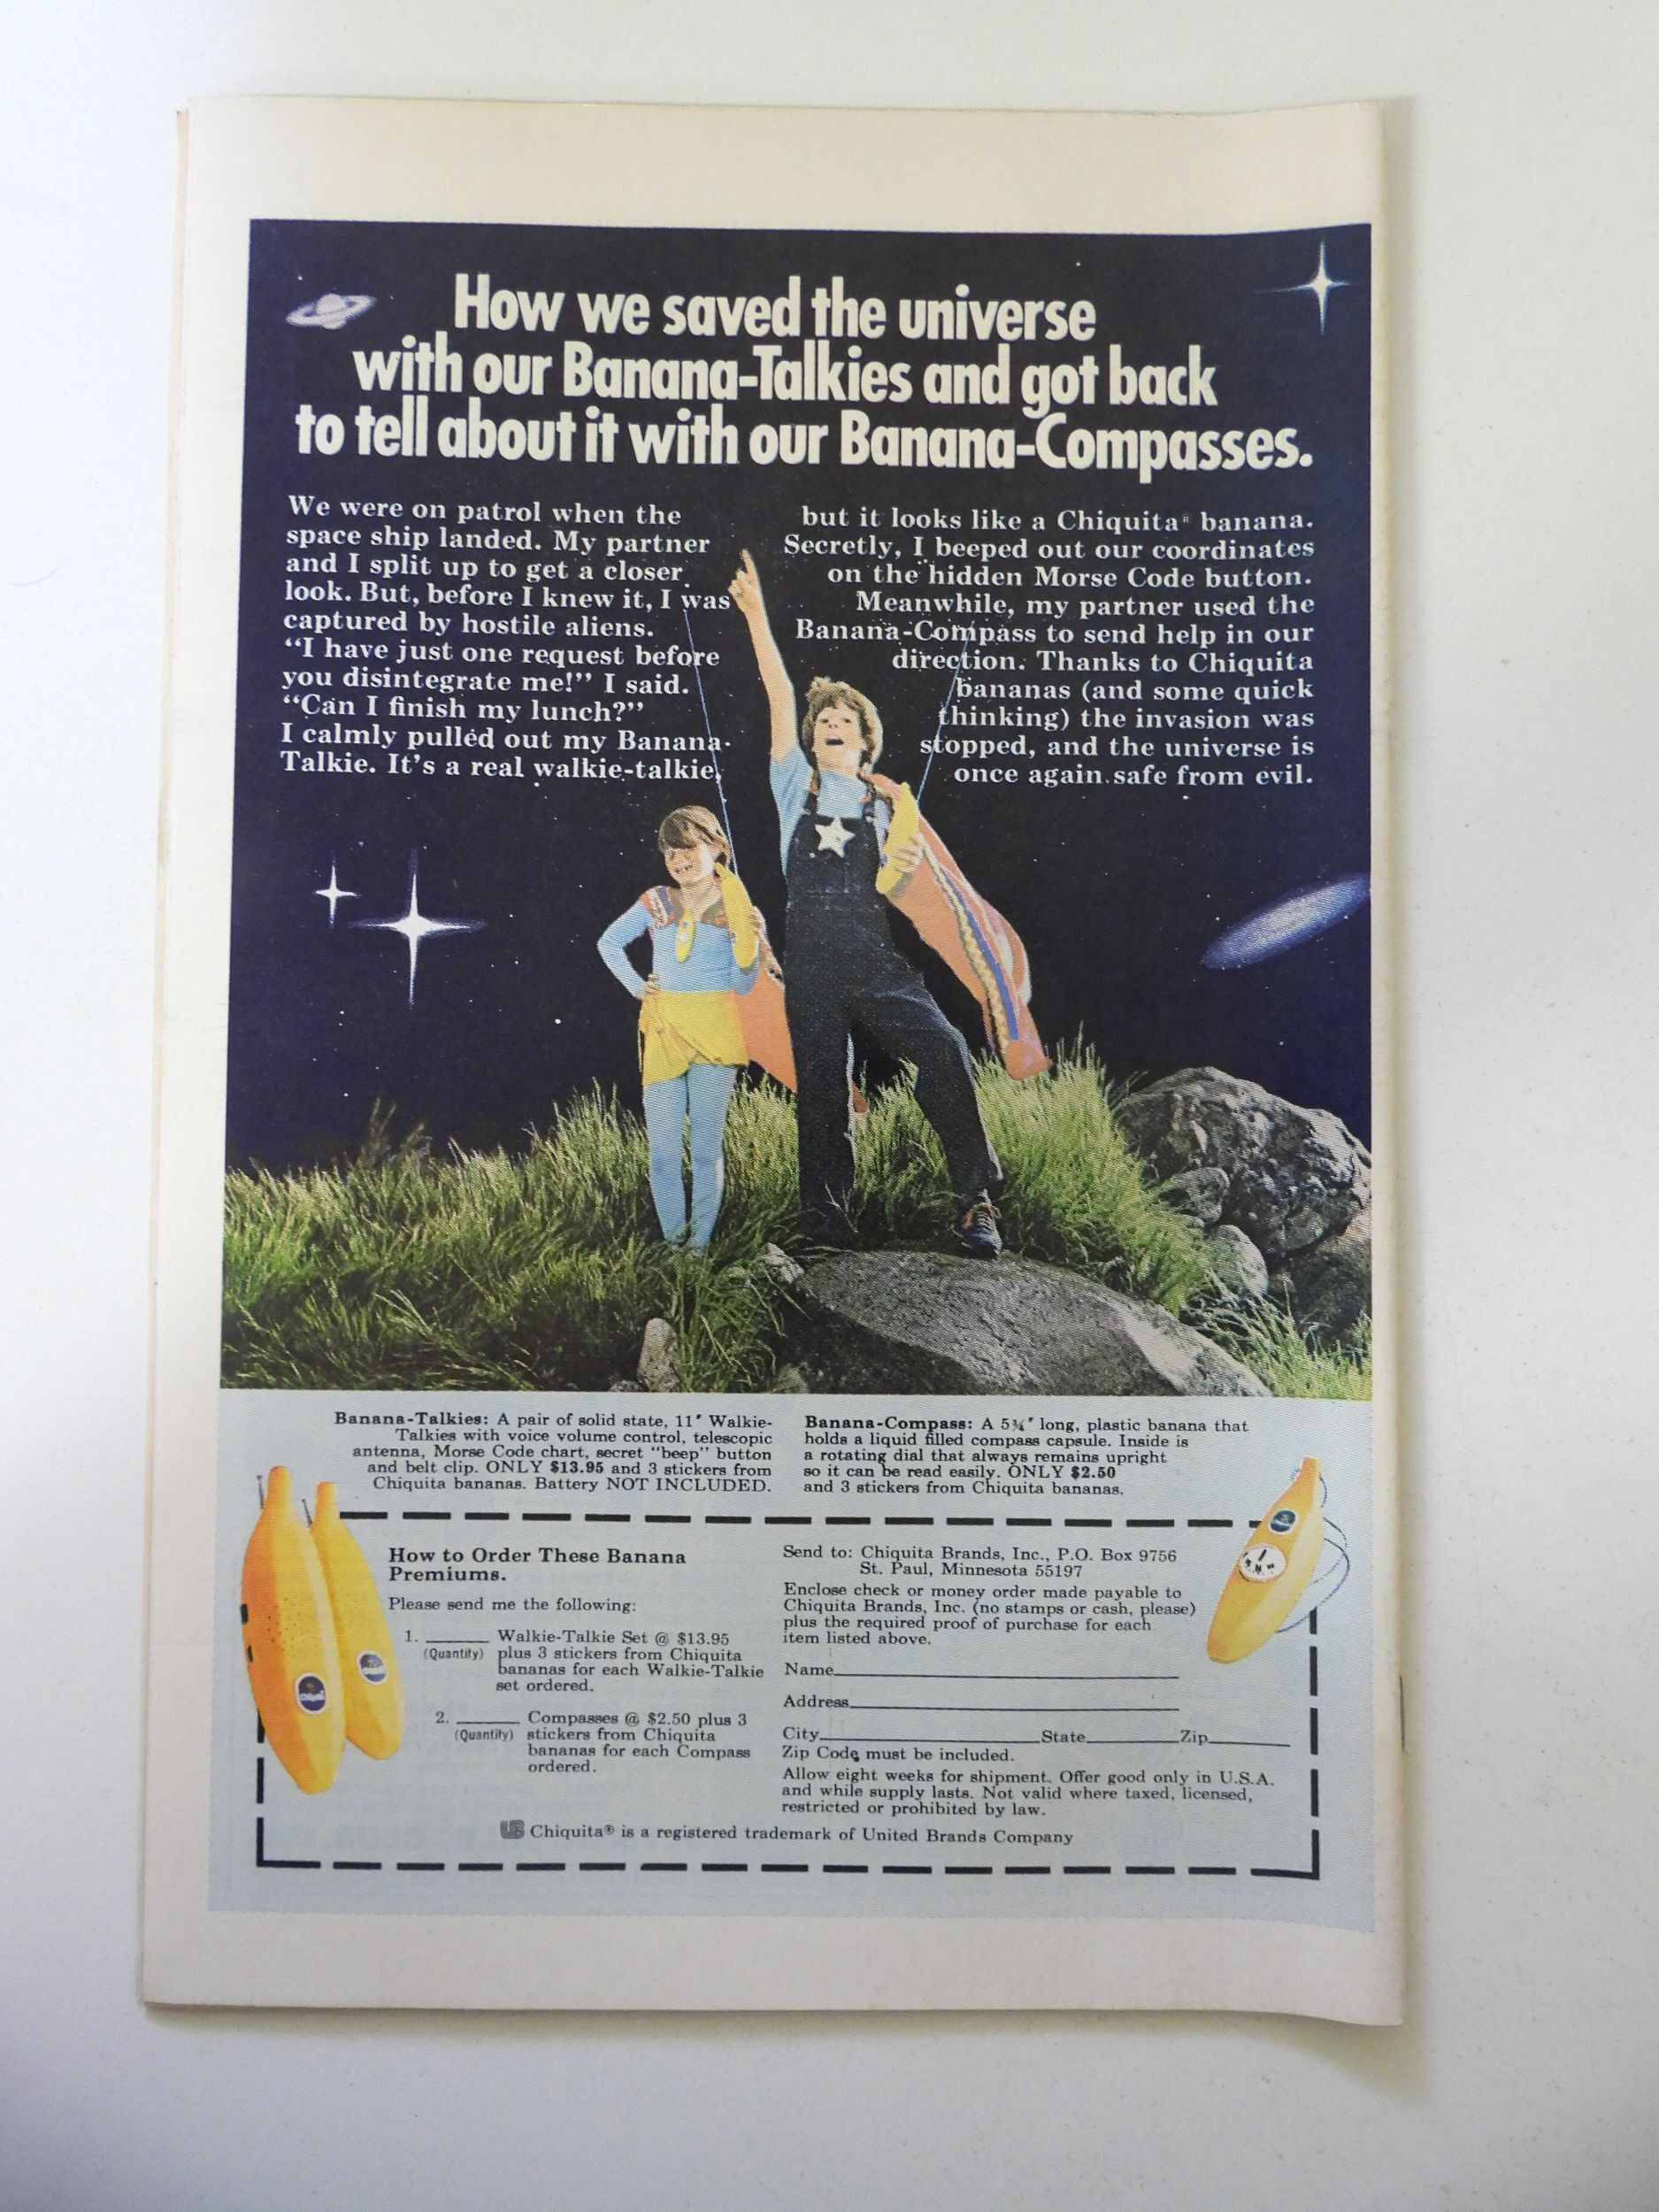 How we saved the universe
with our Banana-Talkies and got back
to tell about it with our Banana-Compasses.
We were on patrol when the
space ship landed. My partner
and I split up to get a closer
look. But, before I knew it, I was
captured by hostile aliens.
“I have just one request before
you disintegrate me!” I said.
“Can I finish my lunch?”
I calmly pulled out my Banana-
Talkie. It’s a real walkie-talkie,
but it looks like a Chiquita® banana.
Secretly, I beeped out our coordinates
on the hidden Morse Code button.
Meanwhile, my partner used the
Banana-Compass to send help in our
direction. Thanks to Chiquita
bananas (and some quick
thinking) the invasion was
stopped, and the universe is
once again safe from evil.
Banana-Talkies: A pair of solid state, 11" Walkie-
Talkies with voice volume control, telescopic
antenna, Morse Code chart, secret "beep" button
and belt clip. ONLY $13.95 and 3 stickers from
Chiquita bananas. Battery NOT INCLUDED.
Banana-Compass: A 5¾" long, plastic banana that
holds a liquid filled compass capsule. Inside is
a rotating dial that always remains upright
so it can be read easily. ONLY $2.50
and 3 stickers from Chiquita bananas.
How to Order These Banana
Premiums.
Please send me the following:
1. ______ Walkie-Talkie Set @ $13.95
(Quantity) plus 3 stickers from Chiquita
bananas for each Walkie-Talkie
set ordered.
2. ______ Compasses @ $2.50 plus 3
(Quantity) stickers from Chiquita
bananas for each Compass
ordered.
Send to: Chiquita Brands, Inc., P.O. Box 9756
St. Paul, Minnesota 55197
Enclose check or money order made payable to
Chiquita Brands, Inc. (no stamps or cash, please)
plus the required proof of purchase for each
item listed above.
Name
Address
City State Zip
Zip Code must be included.
Allow eight weeks for shipment. Offer good only in U.S.A.
and while supply lasts. Not valid where taxed, licensed,
restricted or prohibited by law.
UB Chiquita® is a registered trademark of United Brands Company
Chiquita